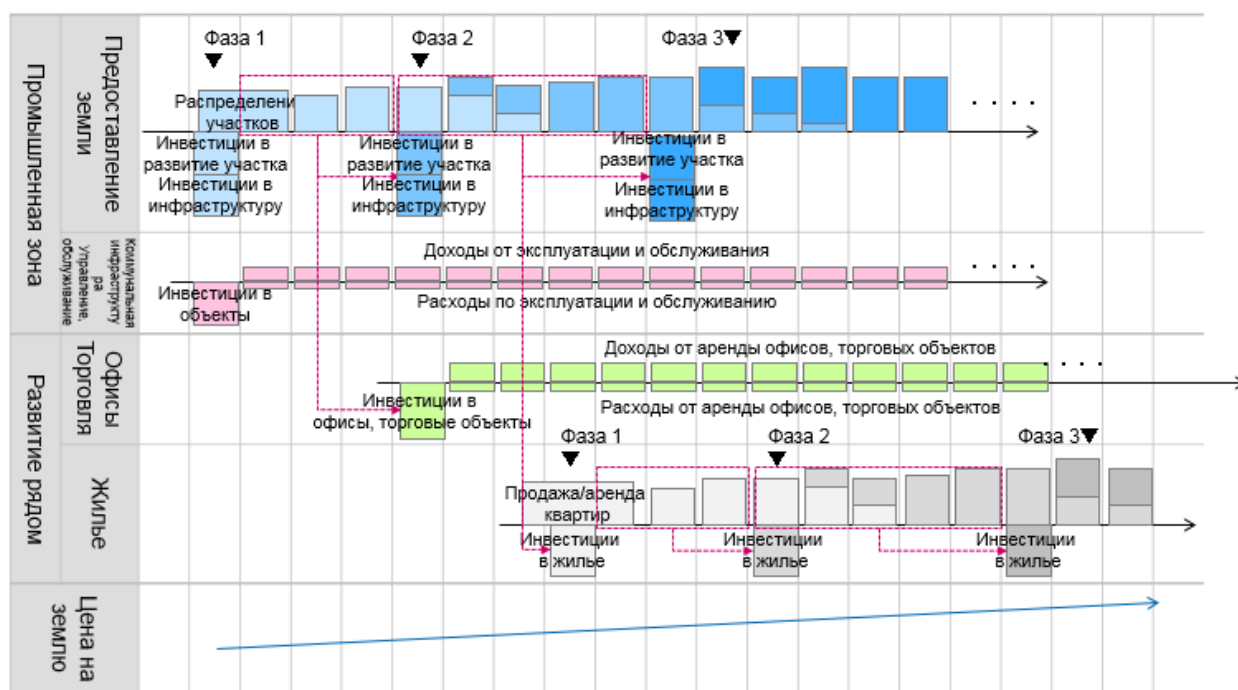 Промышленная зона
Предоставление
земли
Фаза 1
Фаза 2
Фаза 3
Распределени
участков
Инвестиции в
развитие участка
Инвестиции в
инфраструктуру
Инвестиции в
развитие участка
Инвестиции в
инфраструктуру
Инвестиции в
развитие участка
Инвестиции в
инфраструктуру
. . . .
Коммунальная
инфраструкту
ра
Управление,
обслуживание
Доходы от эксплуатации и обслуживания
. . . .
Инвестиции в
объекты
Расходы по эксплуатации и обслуживанию
Развитие рядом
Офисы
Торговля
Доходы от аренды офисов, торговых объектов
. . . .
Инвестиции в
офисы, торговые объекты
Расходы от аренды офисов, торговых объектов
Жилье
Фаза 1
Фаза 2
Фаза 3
Продажа/аренда
квартир
Инвестиции
в жилье
Инвестиции
в жилье
Инвестиции
в жилье
Цена на
землю